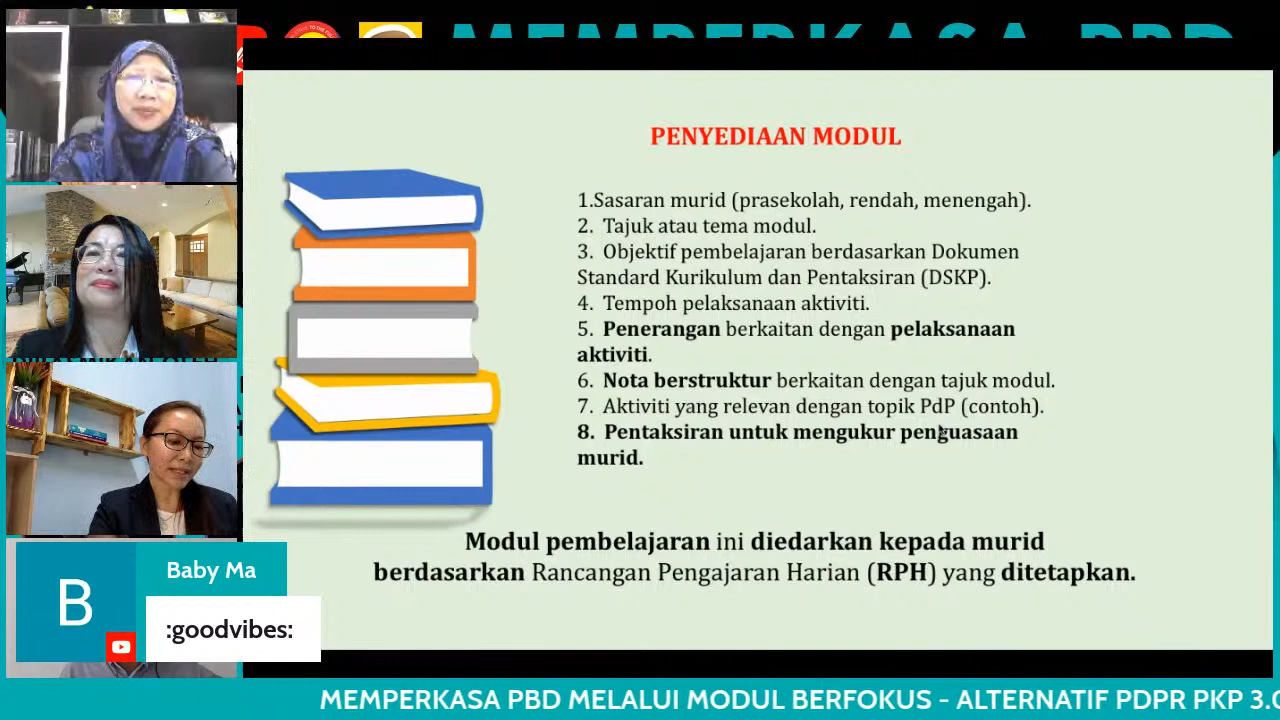 MEMPERKASA PBD
PENYEDIAAN MODUL
1.Sasaran murid (prasekolah, rendah, menengah).
2. Tajuk atau tema modul.
3. Objektif pembelajaran berdasarkan Dokumen
Standard Kurikulum dan Pentaksiran (DSKP).
4. Tempoh pelaksanaan aktiviti.
5. Penerangan berkaitan dengan pelaksanaan
aktiviti.
6. Nota berstruktur berkaitan dengan tajuk modul.
7. Aktiviti yang relevan dengan topik PdP (contoh).
8. Pentaksiran untuk mengukur penguasaan
murid.
Modul pembelajaran ini diedarkan kepada murid
berdasarkan Rancangan Pengajaran Harian (RPH) yang ditetapkan.
B
Baby Ma
:goodvibes:
MEMPERKASA PBD MELALUI MODUL BERFOKUS - ALTERNATIF PDPR PKP 3.0